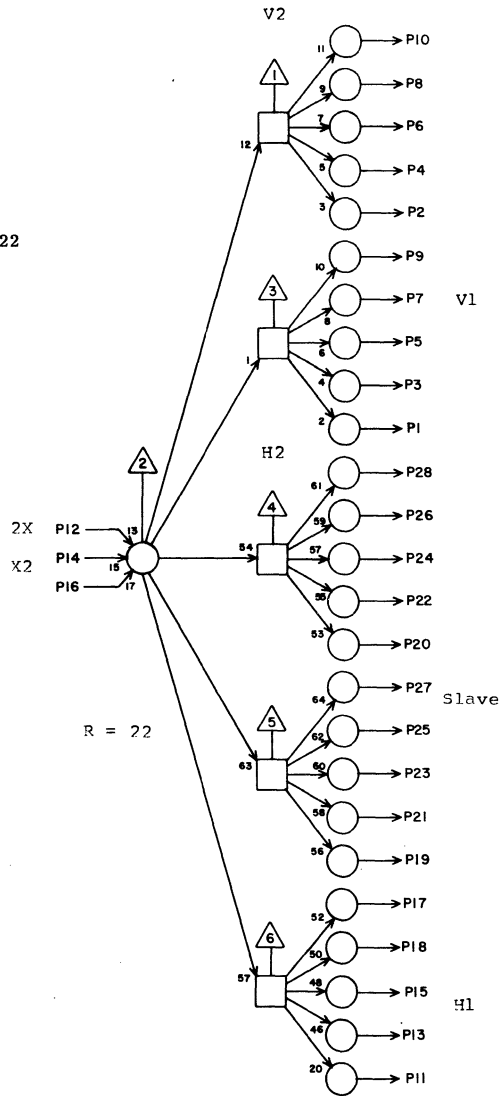 V2
11 P10
1
9 P8
7 P6
12
5 P4
3 P2
22
10 P9
3
8 P7 V1
6 P5
1
4 P3
2 P1
H2
61 P28
2
4
59 P26
2X P12 13
54 57 P24
X2 P14 15
P16 17
55 P22
53 P20
64 P27 Slave
5
R = 22
62 P25
63 60 P23
58 P21
56 P19
52 P17
6
50 P18
57 48 P15 H1
46 P13
20 P11